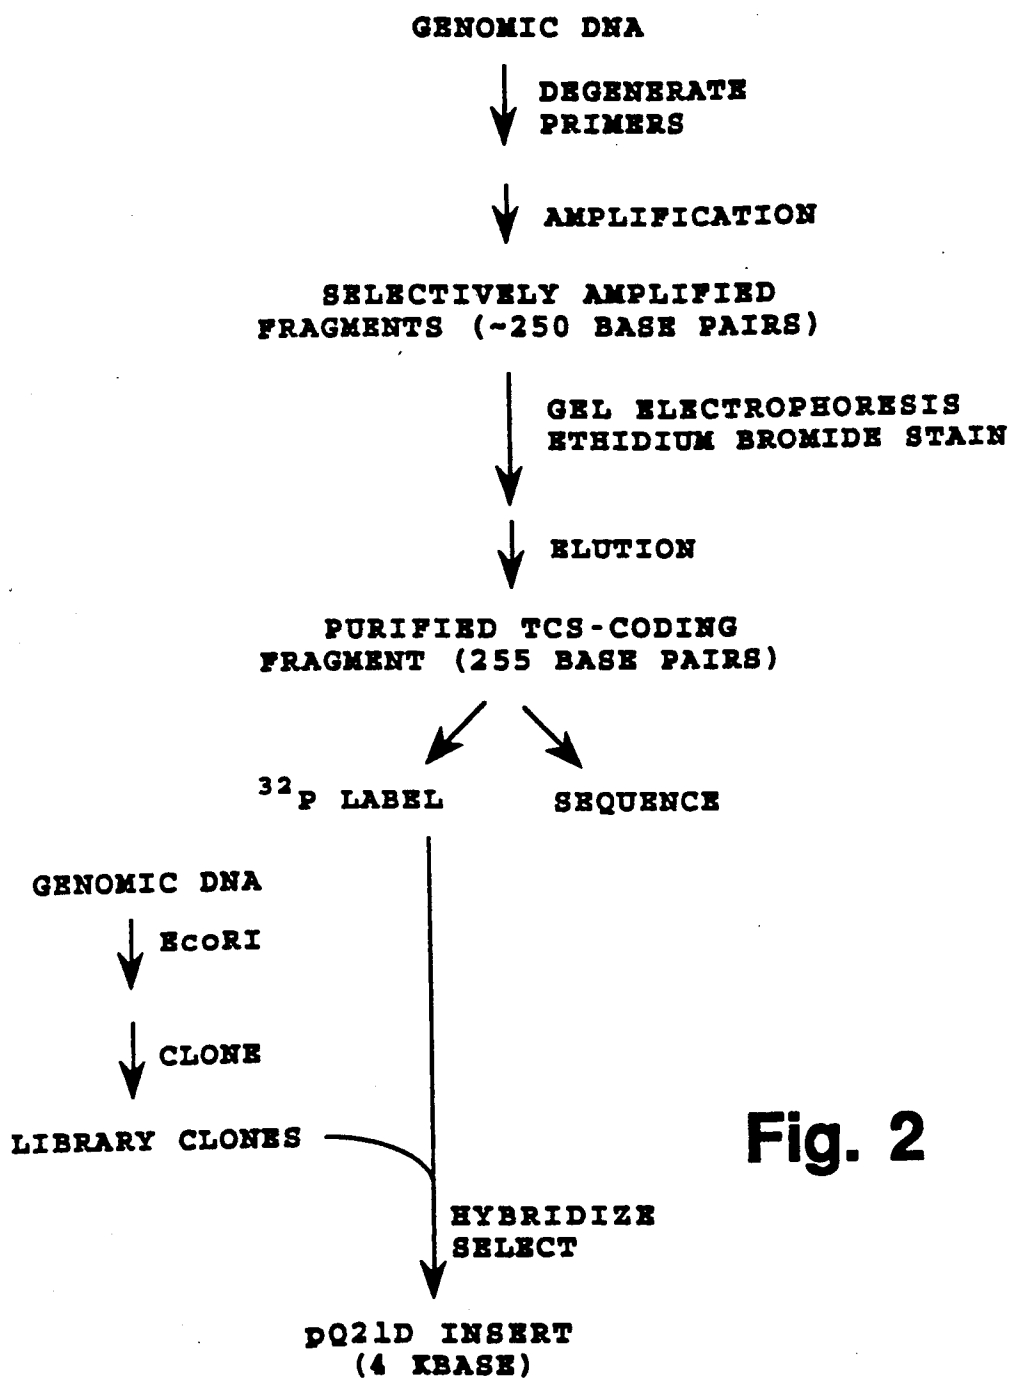 GENOMIC DNA
DEGENERATE
PRIMERS
AMPLIFICATION
SELECTIVELY AMPLIFIED
FRAGMENTS (~250 BASE PAIRS)
GEL ELECTROPHORESIS
ETHIDIUM BROMIDE STAIN
ELUTION
PURIFIED TCS-CODING
FRAGMENT (255 BASE PAIRS)
³²P LABEL
SEQUENCE
GENOMIC DNA
EcoRI
CLONE
LIBRARY CLONES
Fig. 2
HYBRIDIZE
SELECT
pQ21D INSERT
(4 KBASE)